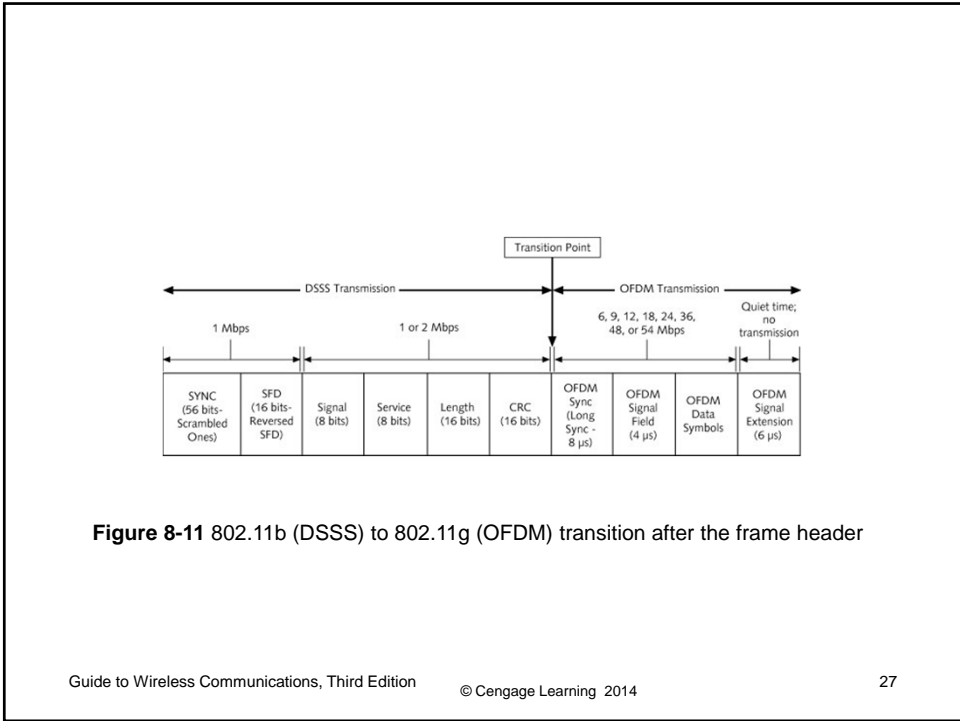 Transition Point
DSSS Transmission
OFDM Transmission
1 Mbps
1 or 2 Mbps
6, 9, 12, 18, 24, 36,
48, or 54 Mbps
Quiet time;
no
transmission
SYNC
(56 bits-
Scrambled
Ones)
SFD
(16 bits-
Reversed
SFD)
Signal
(8 bits)
Service
(8 bits)
Length
(16 bits)
CRC
(16 bits)
OFDM
Sync
(Long
Sync -
8 µs)
OFDM
Signal
Field
(4 µs)
OFDM
Data
Symbols
OFDM
Signal
Extension
(6 µs)
Figure 8-11 802.11b (DSSS) to 802.11g (OFDM) transition after the frame header
Guide to Wireless Communications, Third Edition
© Cengage Learning 2014
27